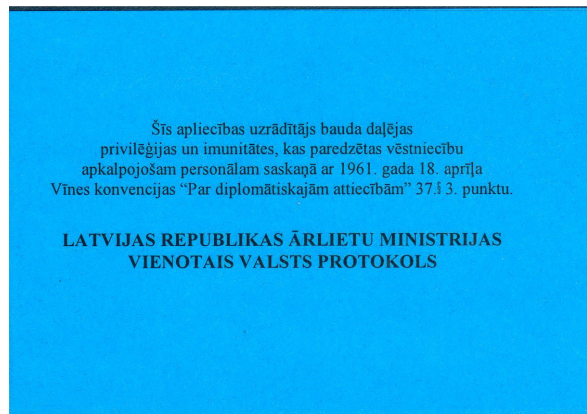 Šīs apliecības uzrādītājs bauda daļējas
privilēģijas un imunitātes, kas paredzētas vēstniecību
apkalpojošam personālam saskaņā ar 1961. gada 18. aprīļa
Vīnes konvencijas “Par diplomātiskajām attiecībām” 37.§ 3. punktu.
LATVIJAS REPUBLIKAS ĀRLIETU MINISTRIJAS
VIENOTAIS VALSTS PROTOKOLS